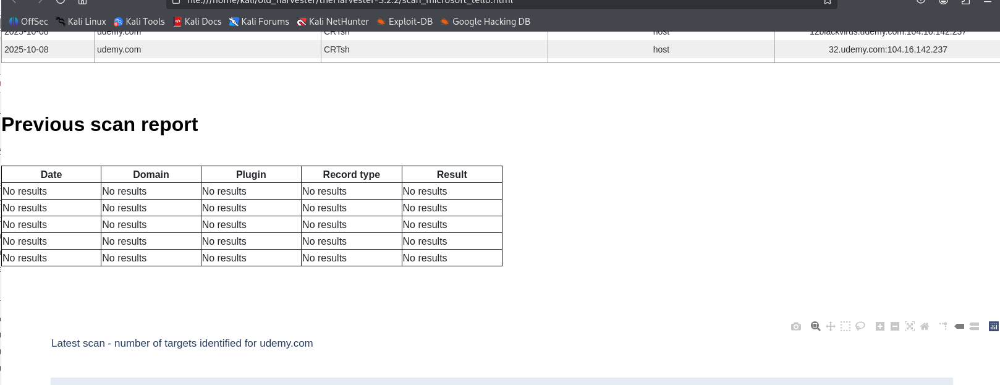 file:///home/kali/old_harvester/theHarvester-3.2.2/scan_microsoft_tello.html
OffSec Kali Linux Kali Tools Kali Docs Kali Forums Kali NetHunter Exploit-DB Google Hacking DB
2025-10-08 udemy.com CRTsh host 12blackvirus.udemy.com:104.16.142.237
2025-10-08 udemy.com CRTsh host 32.udemy.com:104.16.142.237
Previous scan report
Date Domain Plugin Record type Result
No results No results No results No results No results
No results No results No results No results No results
No results No results No results No results No results
No results No results No results No results No results
No results No results No results No results No results
Latest scan - number of targets identified for udemy.com